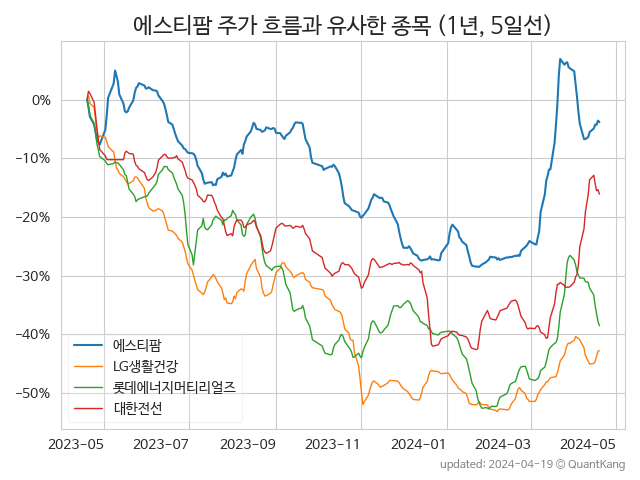 에스티팜 주가 흐름과 유사한 종목 (1년, 5일선)
0%
−10%
−20%
−30%
−40%
−50%
에스티팜
LG생활건강
롯데에너지머티리얼즈
대한전선
2023-05 2023-07 2023-09 2023-11 2024-01 2024-03 2024-05
updated: 2024-04-19 © QuantKang